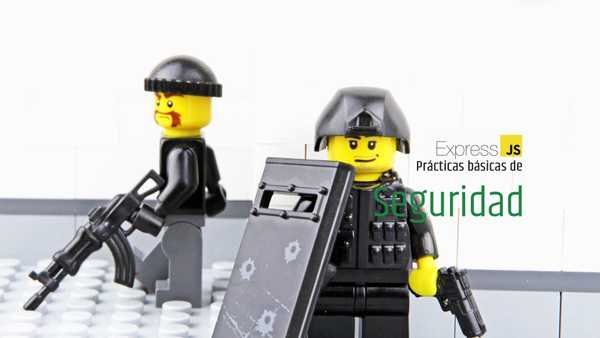 Express JS
Prácticas básicas de
Seguridad